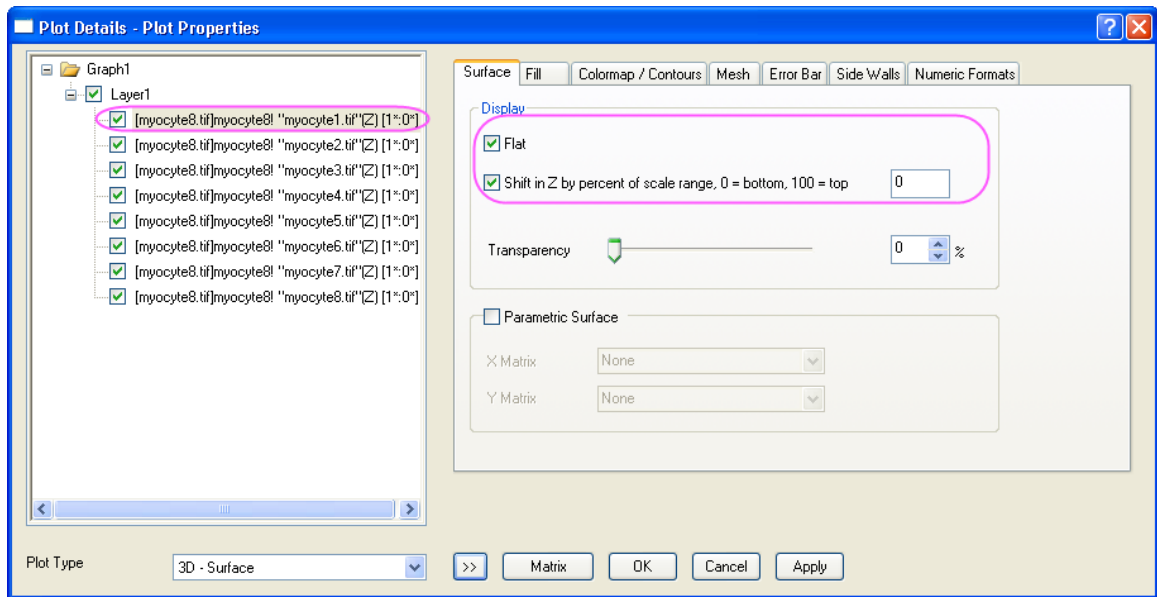 Plot Details - Plot Properties
Graph1
Layer1
[myocyte8.tif]myocyte8! "myocyte1.tif"(Z) [1*:0*]
[myocyte8.tif]myocyte8! "myocyte2.tif"(Z) [1*:0*]
[myocyte8.tif]myocyte8! "myocyte3.tif"(Z) [1*:0*]
[myocyte8.tif]myocyte8! "myocyte4.tif"(Z) [1*:0*]
[myocyte8.tif]myocyte8! "myocyte5.tif"(Z) [1*:0*]
[myocyte8.tif]myocyte8! "myocyte6.tif"(Z) [1*:0*]
[myocyte8.tif]myocyte8! "myocyte7.tif"(Z) [1*:0*]
[myocyte8.tif]myocyte8! "myocyte8.tif"(Z) [1*:0*]
Surface Fill Colormap / Contours Mesh Error Bar Side Walls Numeric Formats
Display
Flat
Shift in Z by percent of scale range, 0 = bottom, 100 = top 0
Transparency 0 %
Parametric Surface
X Matrix None
Y Matrix None
Plot Type 3D - Surface >> Matrix OK Cancel Apply